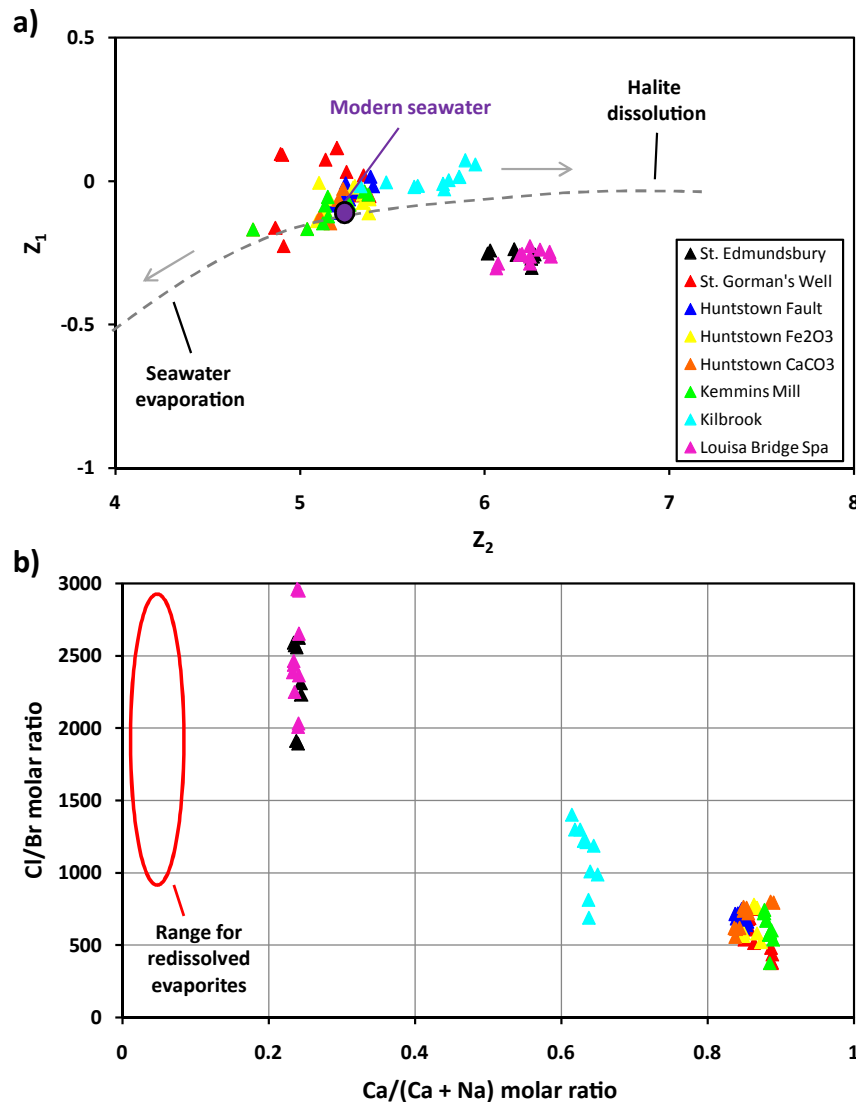 a)
0.5
0
-0.5
-1
Z1
Modern seawater
Halite
dissolution
Seawater
evaporation
St. Edmundsbury
St. Gorman's Well
Huntstown Fault
Huntstown Fe2O3
Huntstown CaCO3
Kemmins Mill
Kilbrook
Louisa Bridge Spa
4 5 6 7 8
Z2
b)
3000
2500
2000
1500
1000
500
0
Cl/Br molar ratio
Range for
redissolved
evaporites
0 0.2 0.4 0.6 0.8 1
Ca/(Ca + Na) molar ratio